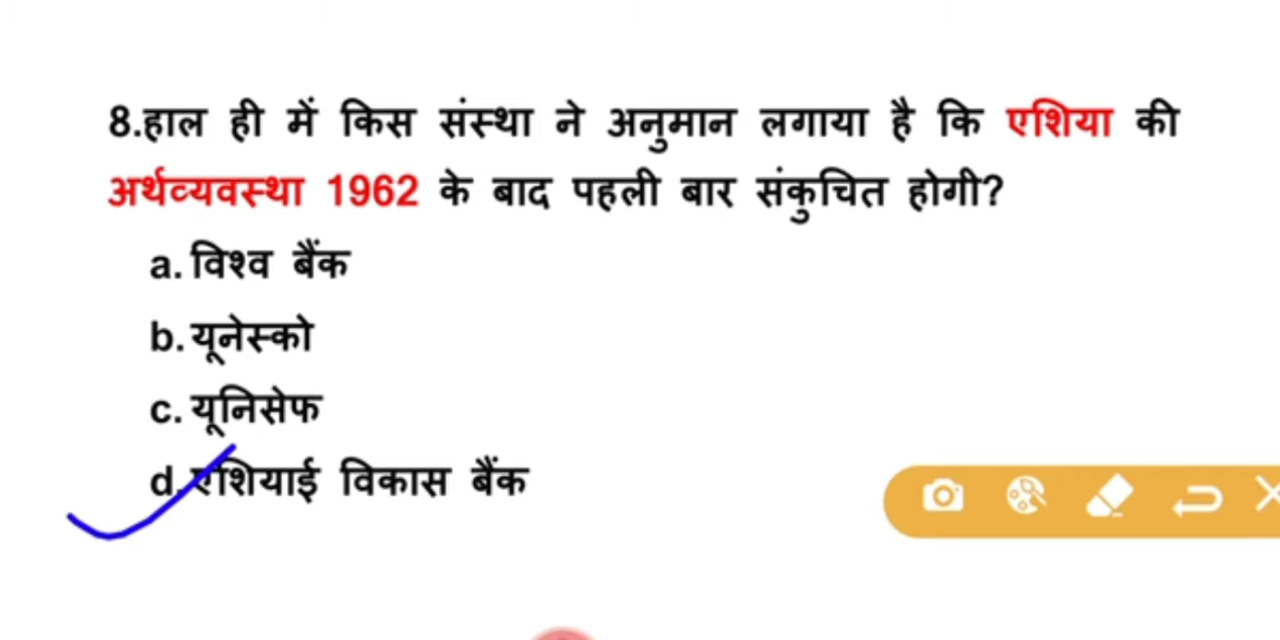 8.हाल ही में किस संस्था ने अनुमान लगाया है कि एशिया की
अर्थव्यवस्था 1962 के बाद पहली बार संकुचित होगी?
a. विश्व बैंक
b. यूनेस्को
c. यूनिसेफ
d. एशियाई विकास बैंक